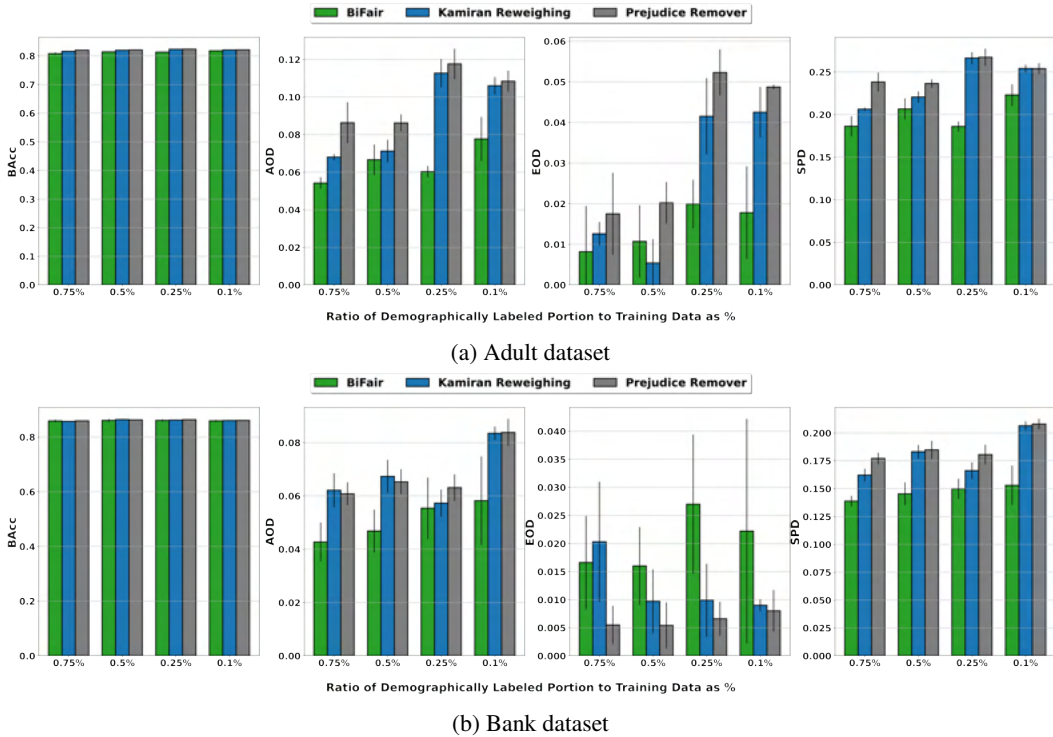 BiFair Kamiran Reweighing Prejudice Remover
BAcc
0.8
0.7
0.6
0.5
0.4
0.3
0.2
0.1
0.0
0.75% 0.5% 0.25% 0.1%
AOD
0.12
0.10
0.08
0.06
0.04
0.02
0.00
0.75% 0.5% 0.25% 0.1%
EOD
0.06
0.05
0.04
0.03
0.02
0.01
0.00
0.75% 0.5% 0.25% 0.1%
SPD
0.25
0.20
0.15
0.10
0.05
0.00
0.75% 0.5% 0.25% 0.1%
Ratio of Demographically Labeled Portion to Training Data as %
(a) Adult dataset
BiFair Kamiran Reweighing Prejudice Remover
BAcc
0.8
0.6
0.4
0.2
0.0
0.75% 0.5% 0.25% 0.1%
AOD
0.08
0.06
0.04
0.02
0.00
0.75% 0.5% 0.25% 0.1%
EOD
0.040
0.035
0.030
0.025
0.020
0.015
0.010
0.005
0.000
0.75% 0.5% 0.25% 0.1%
SPD
0.200
0.175
0.150
0.125
0.100
0.075
0.050
0.025
0.000
0.75% 0.5% 0.25% 0.1%
Ratio of Demographically Labeled Portion to Training Data as %
(b) Bank dataset